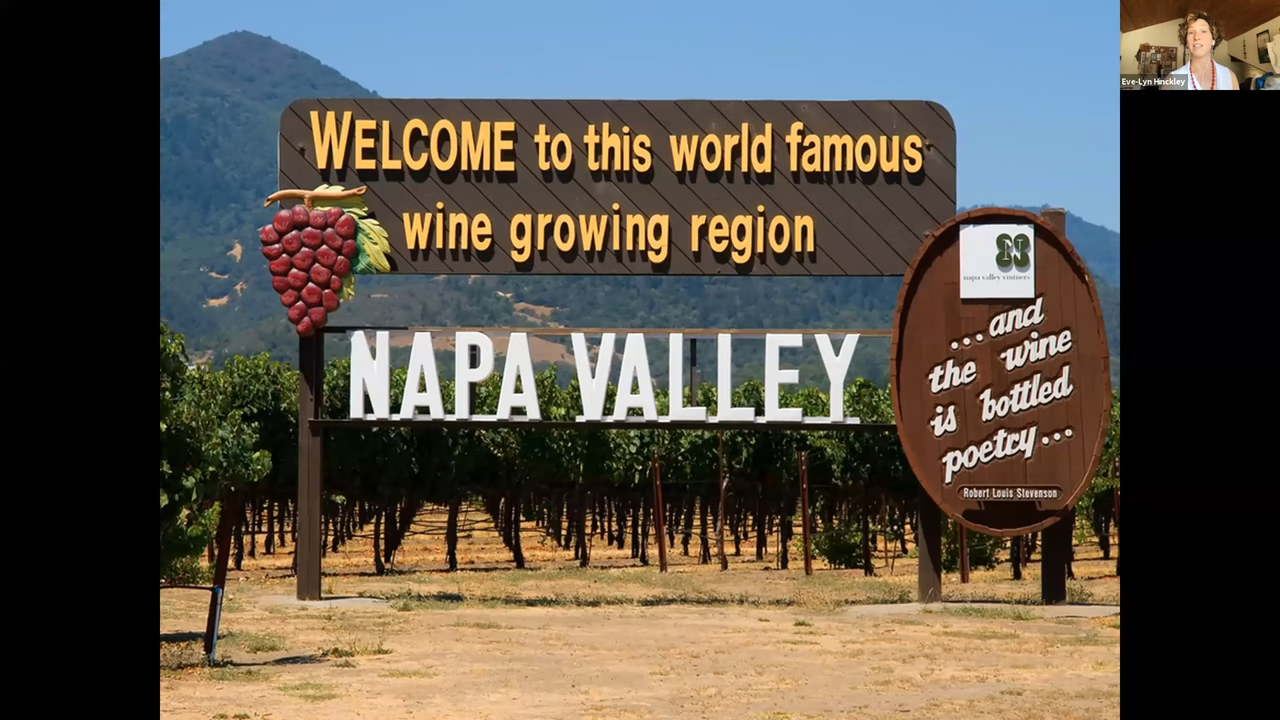 WELCOME to this world famous
wine growing region
NAPA VALLEY
N
napa valley vintners
...and
the wine
is bottled
poetry...
Robert Louis Stevenson
Eve-Lyn Hinckley